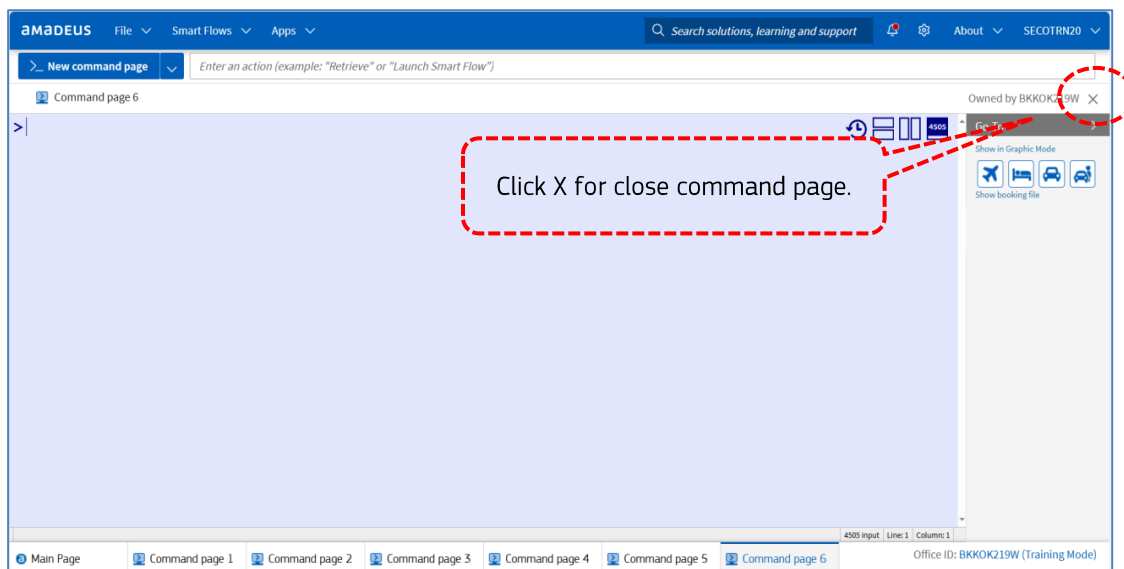 aMaDEUS File Smart Flows Apps Search solutions, learning and support About SECOTRN20
>_ New command page Enter an action (example: "Retrieve" or "Launch Smart Flow")
Command page 6 Owned by BKKOK219W X
> 4505 Go To
Show in Graphic Mode
Click X for close command page.
Show booking file
4505 input Line: 1 Column: 1
Main Page Command page 1 Command page 2 Command page 3 Command page 4 Command page 5 Command page 6 Office ID: BKKOK219W (Training Mode)